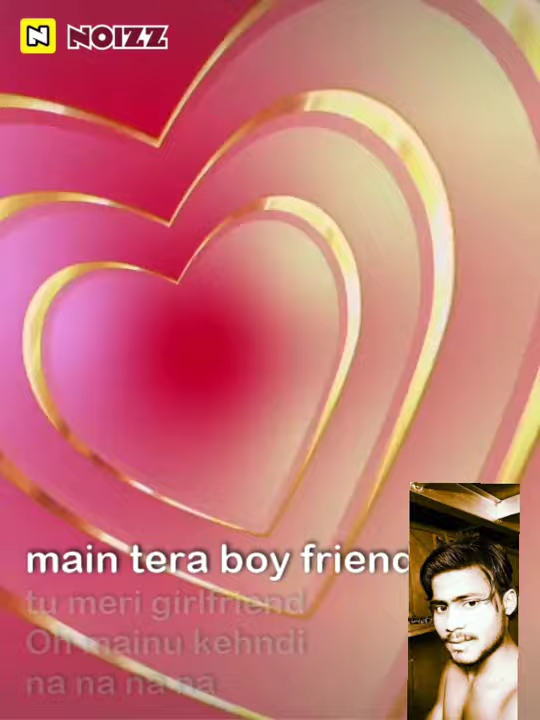 N NOIZZ
main tera boy friend
tu meri girlfriend
Oh mainu kehndi
na na na na